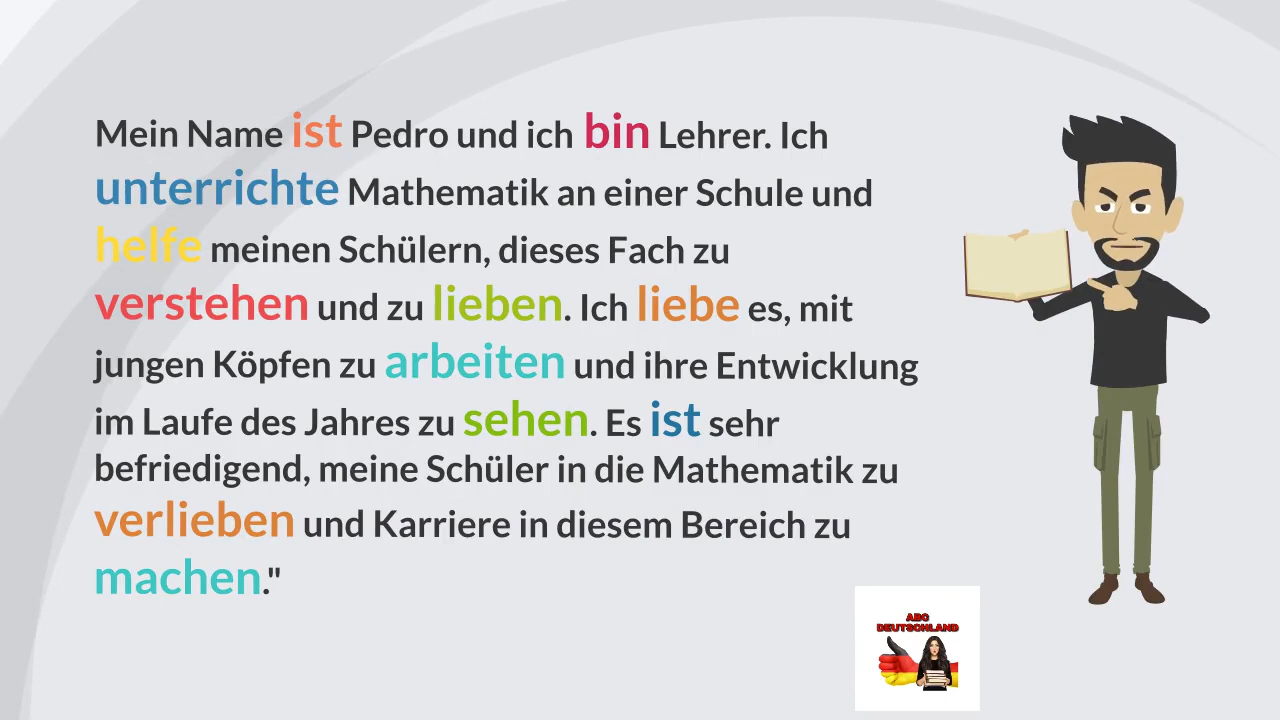 Mein Name ist Pedro und ich bin Lehrer. Ich
unterrichte Mathematik an einer Schule und
helfe meinen Schülern, dieses Fach zu
verstehen und zu lieben. Ich liebe es, mit
jungen Köpfen zu arbeiten und ihre Entwicklung
im Laufe des Jahres zu sehen. Es ist sehr
befriedigend, meine Schüler in die Mathematik zu
verlieben und Karriere in diesem Bereich zu
machen."
ABC
DEUTSCHLAND